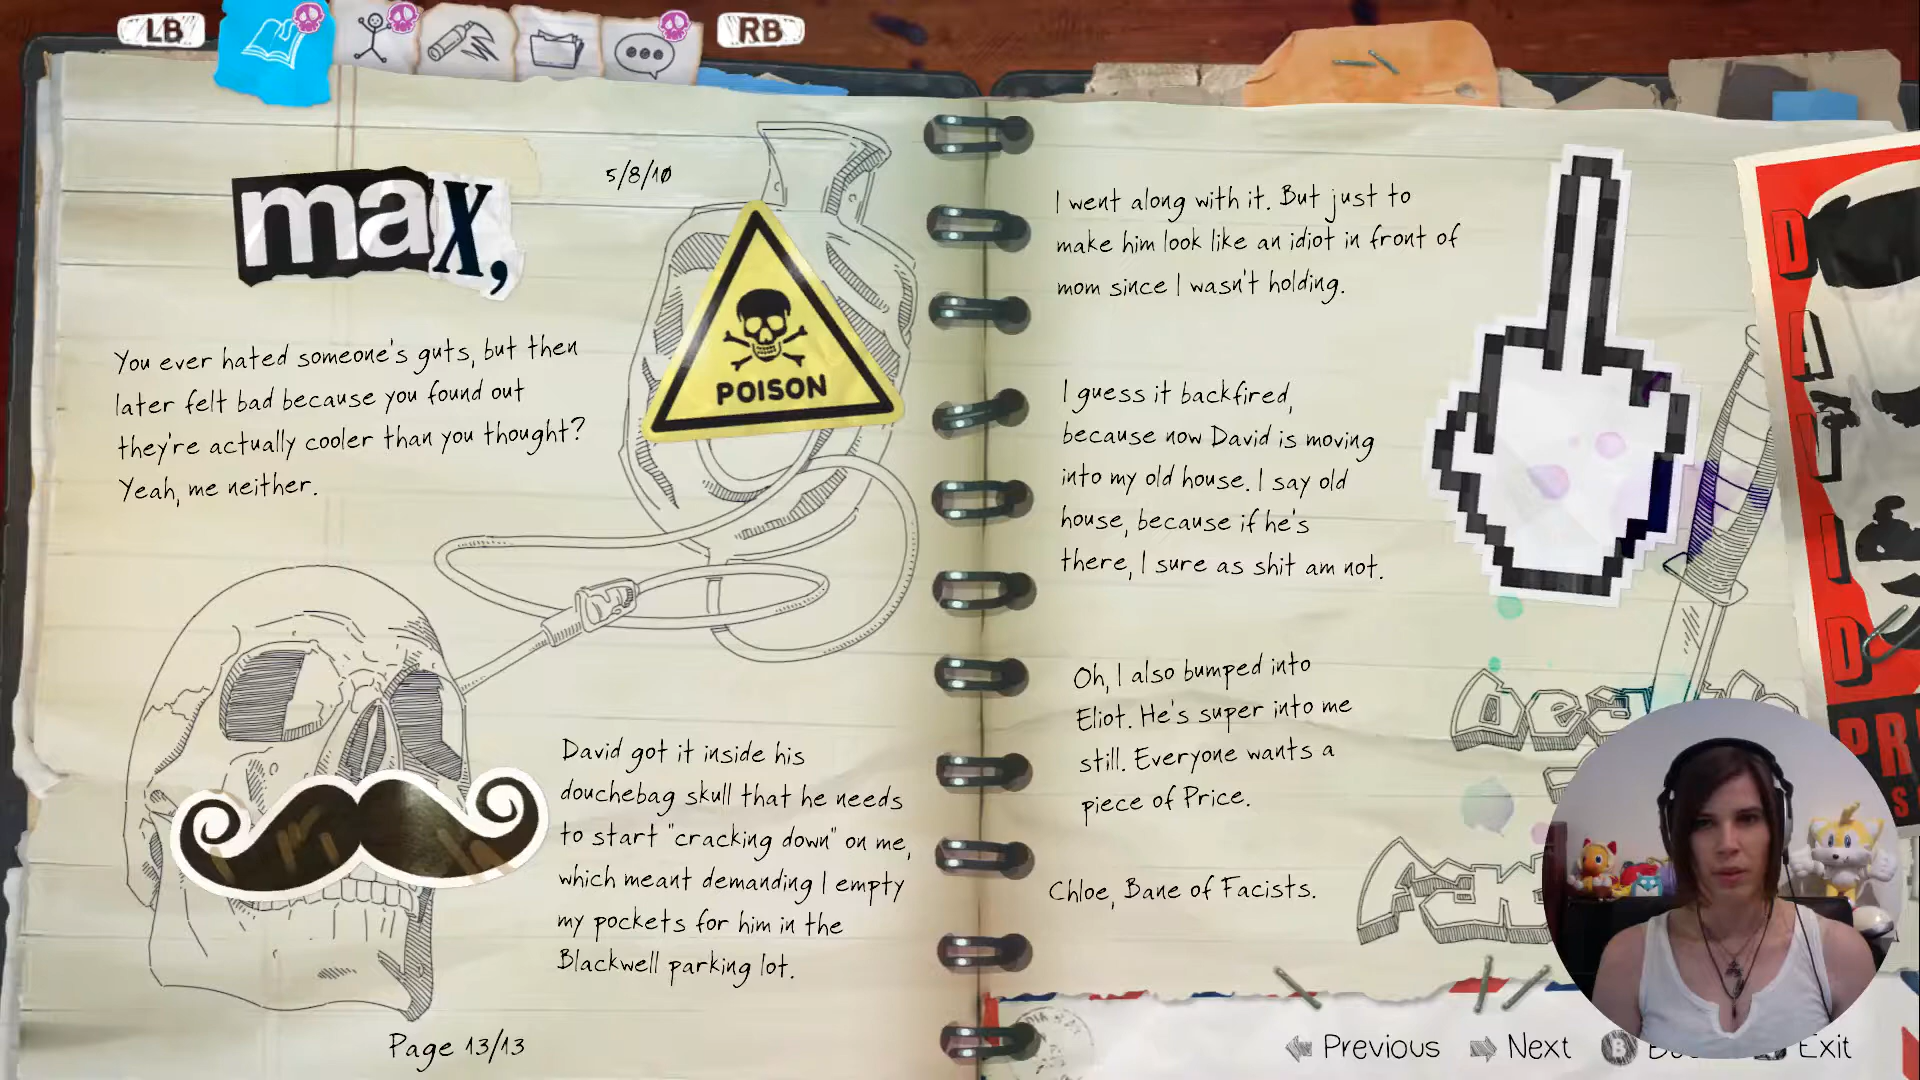 LB
RB
max,
5/8/10
You ever hated someone's guts, but then
later felt bad because you found out
they're actually cooler than you thought?
Yeah, me neither.
POISON
David got it inside his
douchebag skull that he needs
to start "cracking down" on me,
which meant demanding I empty
my pockets for him in the
Blackwell parking lot.
Page 13/13
I went along with it. But just to
make him look like an idiot in front of
mom since I wasn't holding.
I guess it backfired,
because now David is moving
into my old house. I say old
house, because if he's
there, I sure as shit am not.
Oh, I also bumped into
Eliot. He's super into me
still. Everyone wants a
piece of Price.
Chloe, Bane of Facists.
DAVID
Previous
Next
B
Exit